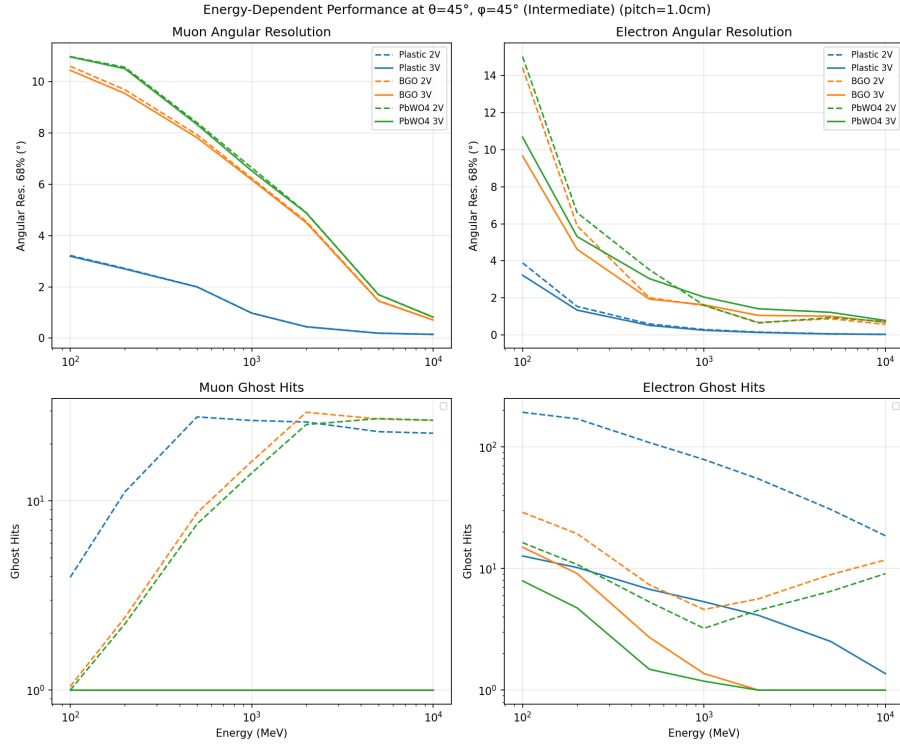 Energy-Dependent Performance at θ=45°, φ=45° (Intermediate) (pitch=1.0cm)
Muon Angular Resolution
Angular Res. 68% (°)
10
8
6
4
2
0
10²
10³
10⁴
Plastic 2V
Plastic 3V
BGO 2V
BGO 3V
PbWO4 2V
PbWO4 3V
Electron Angular Resolution
Angular Res. 68% (°)
14
12
10
8
6
4
2
0
10²
10³
10⁴
Plastic 2V
Plastic 3V
BGO 2V
BGO 3V
PbWO4 2V
PbWO4 3V
Muon Ghost Hits
Ghost Hits
10¹
10⁰
10²
10³
10⁴
Energy (MeV)
Electron Ghost Hits
Ghost Hits
10²
10¹
10⁰
10²
10³
10⁴
Energy (MeV)